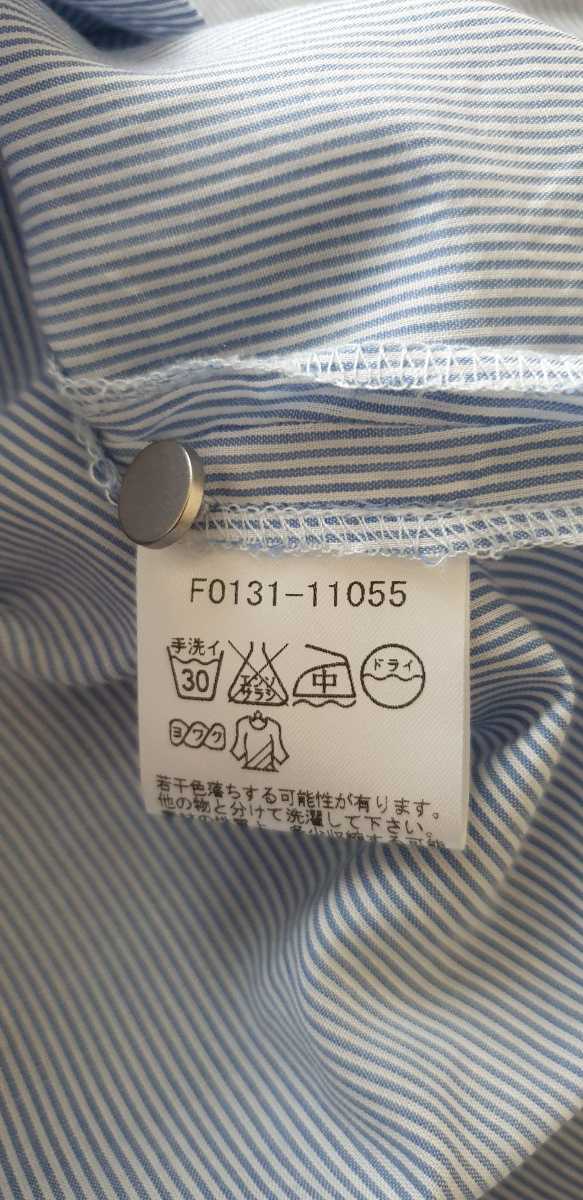 F0131-11055
手洗イ 30 エンソサラシ 中 ドライ
ヨワク
若干色落ちする可能性が有ります。
他の物と分けて洗濯して下さい。